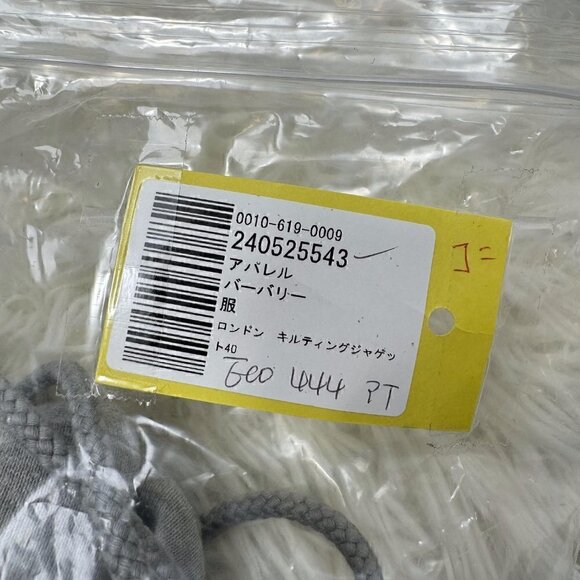 0010-619-0009
240525543
アパレル
バーバリー
服
ロンドン　キルティングジャケッ
ト40
444 PT